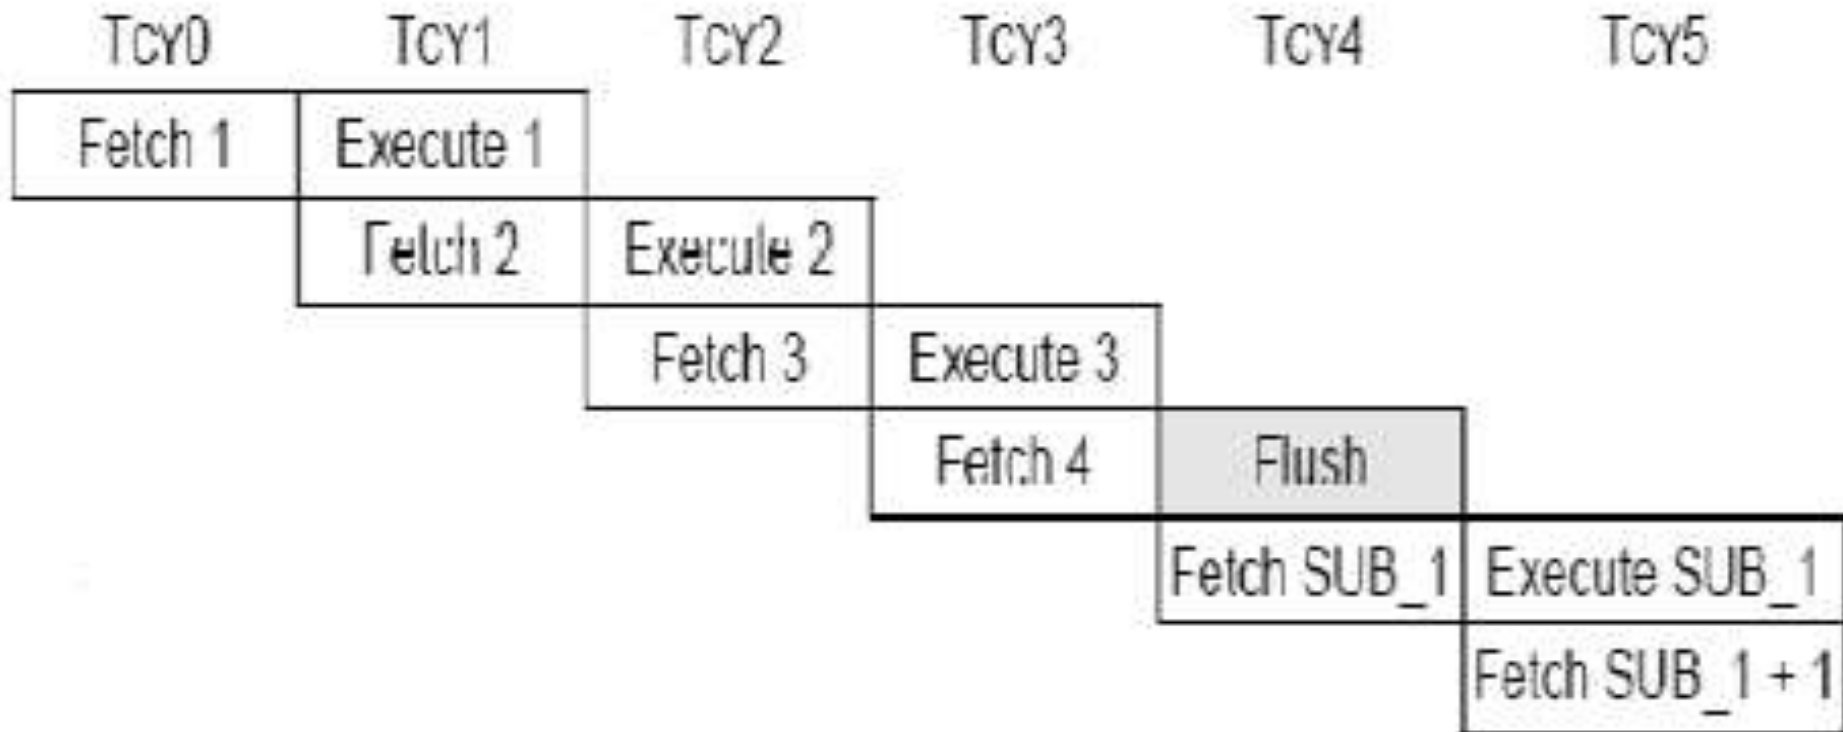 TCY0 TCY1 TCY2 TCY3 TCY4 TCY5
Fetch 1 Execute 1
Fetch 2 Execute 2
Fetch 3 Execute 3
Fetch 4 Flush
Fetch SUB_1 Execute SUB_1
Fetch SUB_1 + 1